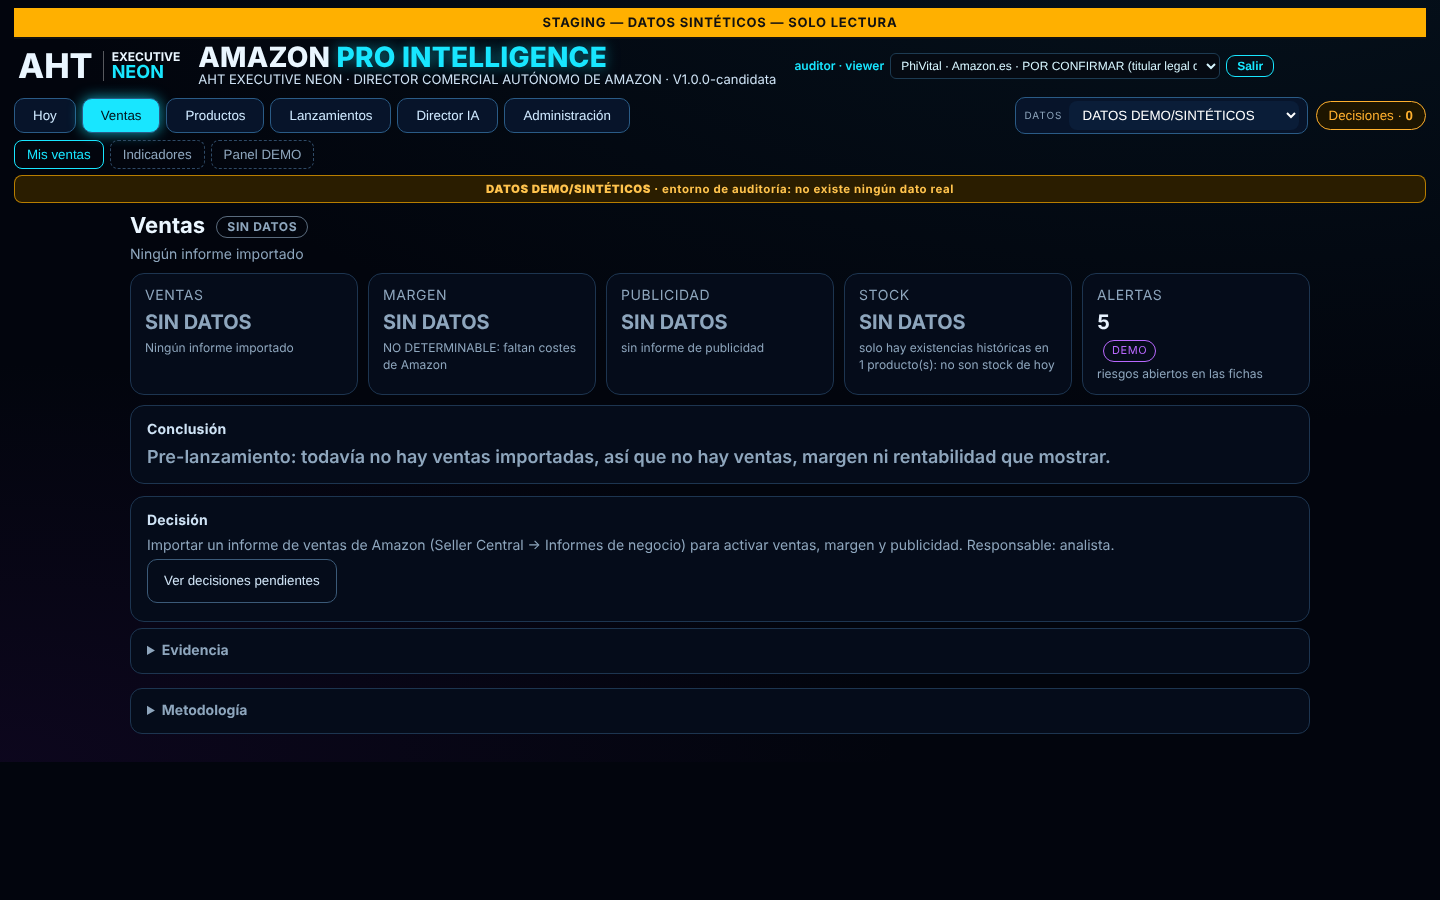 STAGING — DATOS SINTÉTICOS — SOLO LECTURA
AHT
EXECUTIVE
NEON
AMAZON PRO INTELLIGENCE
AHT EXECUTIVE NEON · DIRECTOR COMERCIAL AUTÓNOMO DE AMAZON · V1.0.0-candidata
auditor · viewer
PhiVital · Amazon.es · POR CONFIRMAR (titular legal c
Salir
Hoy
Ventas
Productos
Lanzamientos
Director IA
Administración
DATOS
DATOS DEMO/SINTÉTICOS
Decisiones · 0
Mis ventas
Indicadores
Panel DEMO
DATOS DEMO/SINTÉTICOS · entorno de auditoría: no existe ningún dato real
Ventas
SIN DATOS
Ningún informe importado
VENTAS
SIN DATOS
Ningún informe importado
MARGEN
SIN DATOS
NO DETERMINABLE: faltan costes
de Amazon
PUBLICIDAD
SIN DATOS
sin informe de publicidad
STOCK
SIN DATOS
solo hay existencias históricas en
1 producto(s): no son stock de hoy
ALERTAS
5
DEMO
riesgos abiertos en las fichas
Conclusión
Pre-lanzamiento: todavía no hay ventas importadas, así que no hay ventas, margen ni rentabilidad que mostrar.
Decisión
Importar un informe de ventas de Amazon (Seller Central → Informes de negocio) para activar ventas, margen y publicidad. Responsable: analista.
Ver decisiones pendientes
Evidencia
Metodología